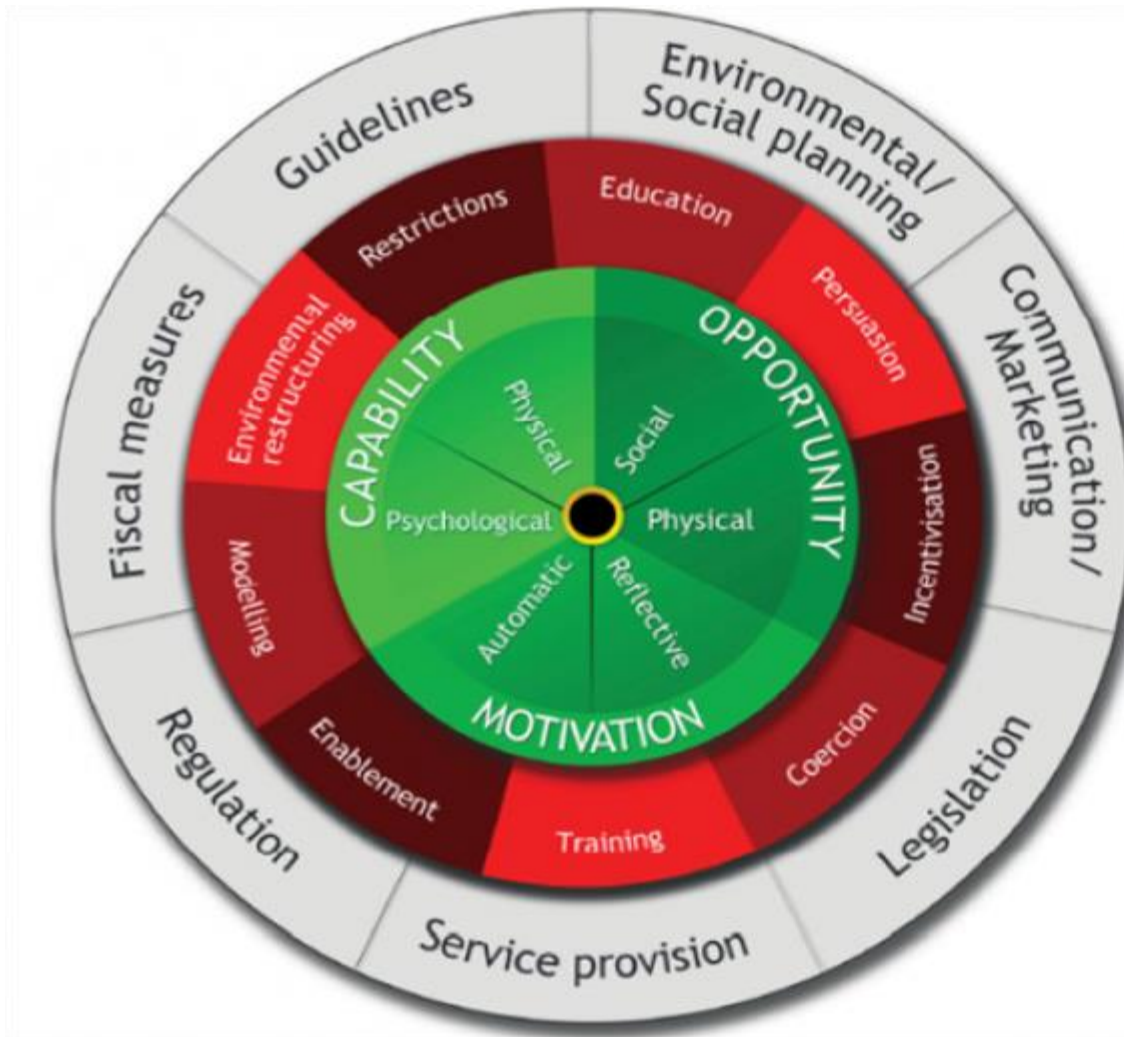 Guidelines
Environmental/
Social planning
Communication/
Marketing
Legislation
Service provision
Regulation
Fiscal measures
Restrictions
Education
Persuasion
Incentivisation
Coercion
Training
Enablement
Modelling
Environmental
restructuring
CAPABILITY
OPPORTUNITY
MOTIVATION
Physical
Social
Physical
Reflective
Automatic
Psychological